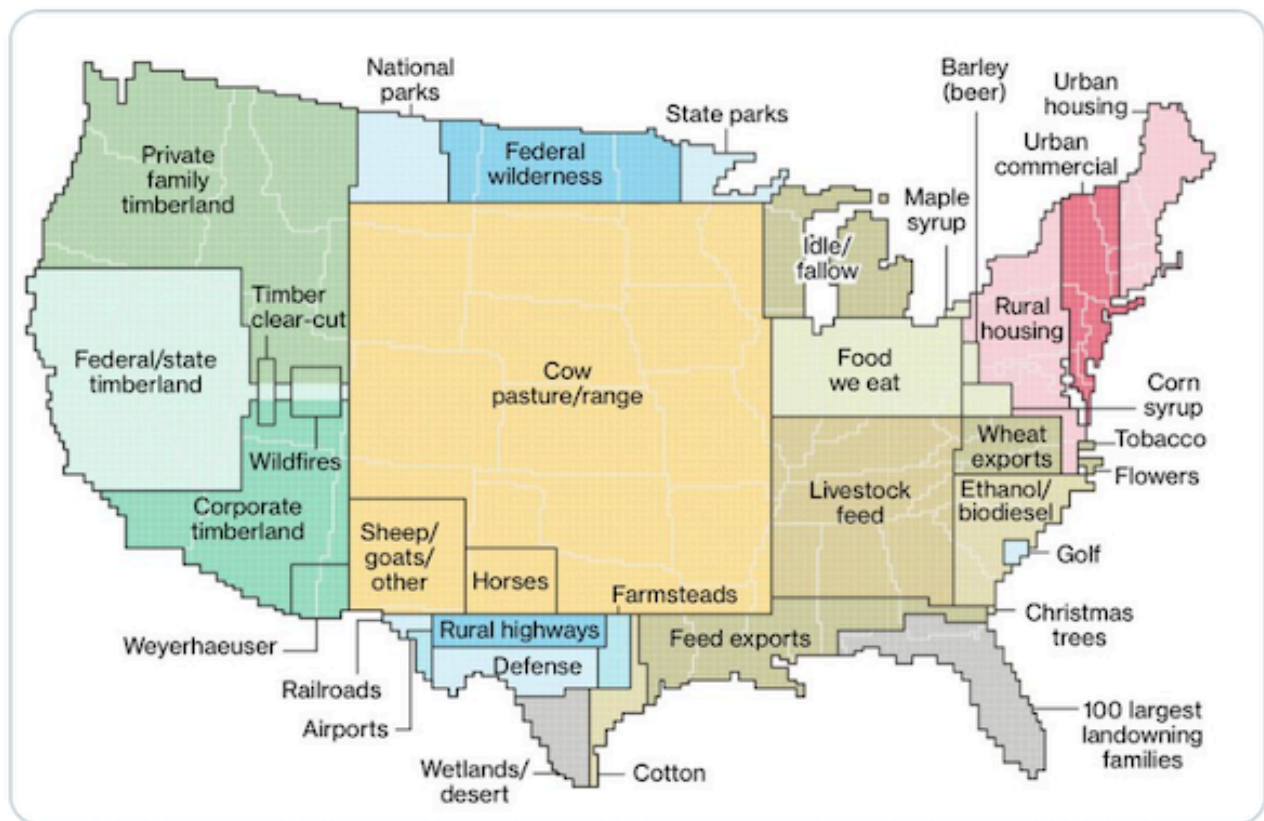 National
parks
Barley
(beer)
Urban
housing
State parks
Urban
commercial
Private
family
timberland
Federal
wilderness
Maple
syrup
Idle/
fallow
Timber
clear-cut
Rural
housing
Federal/state
timberland
Cow
pasture/range
Food
we eat
Corn
syrup
Wildfires
Wheat
exports
Tobacco
Flowers
Corporate
timberland
Livestock
feed
Ethanol/
biodiesel
Sheep/
goats/
other
Horses
Golf
Farmsteads
Christmas
trees
Weyerhaeuser
Rural highways
Feed exports
Defense
Railroads
Airports
100 largest
landowning
families
Wetlands/
desert
Cotton